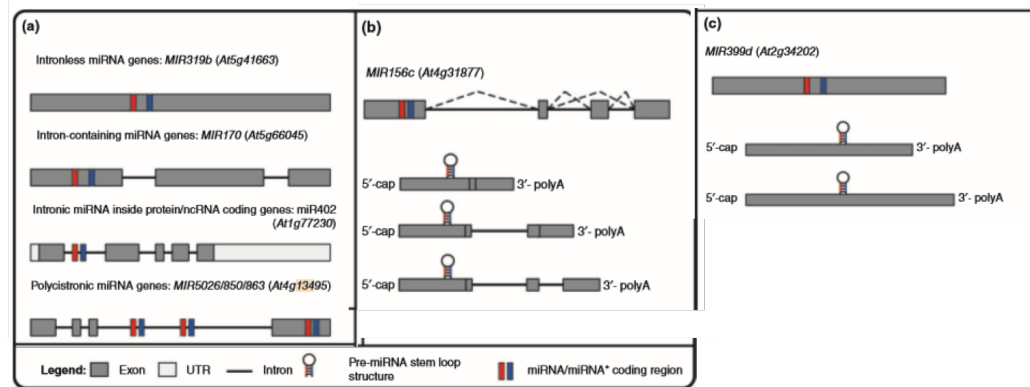 (a)
Intronless miRNA genes: MIR319b (At5g41663)
Intron-containing miRNA genes: MIR170 (At5g66045)
Intronic miRNA inside protein/ncRNA coding genes: miR402
(At1g77230)
Polycistronic miRNA genes: MIR5026/850/863 (At4g13495)
(b)
MIR156c (At4g31877)
5′-cap 3′- polyA
5′-cap 3′- polyA
5′-cap 3′- polyA
(c)
MIR399d (At2g34202)
5′-cap 3′- polyA
5′-cap 3′- polyA
Legend: Exon UTR Intron Pre-miRNA stem loop
structure miRNA/miRNA* coding region